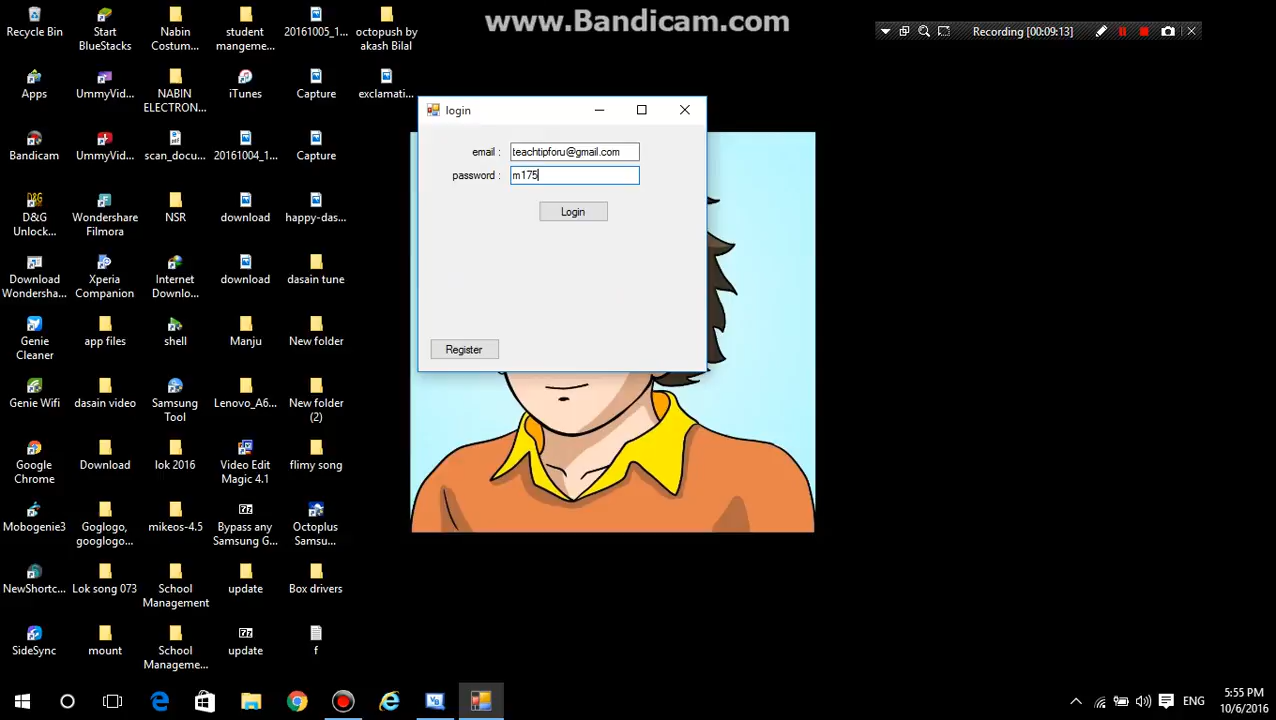 www.Bandicam.com
Recording [00:09:13]
Recycle Bin
Start
BlueStacks
Nabin
Costum...
student
mangeme...
20161005_1...
octopush by
akash Bilal
Apps
UmmyVid...
NABIN
ELECTRON...
iTunes
Capture
exclamati...
Bandicam
UmmyVid...
scan_docu...
20161004_1...
Capture
D&G
Unlock...
Wondershare
Filmora
NSR
download
happy-das...
Download
Wondersha...
Xperia
Companion
Internet
Downlo...
download
dasain tune
Genie
Cleaner
app files
shell
Manju
New folder
Genie Wifi
dasain video
Samsung
Tool
Lenovo_A6...
New folder
(2)
Google
Chrome
Download
lok 2016
Video Edit
Magic 4.1
flimy song
Mobogenie3
Goglogo,
googlogo...
mikeos-4.5
Bypass any
Samsung G...
Octoplus
Samsu...
NewShortc...
Lok song 073
School
Management
update
Box drivers
SideSync
mount
School
Manageme...
update
f
login
email :
teachtipforu@gmail.com
password :
m175
Login
Register
ENG
5:55 PM
10/6/2016